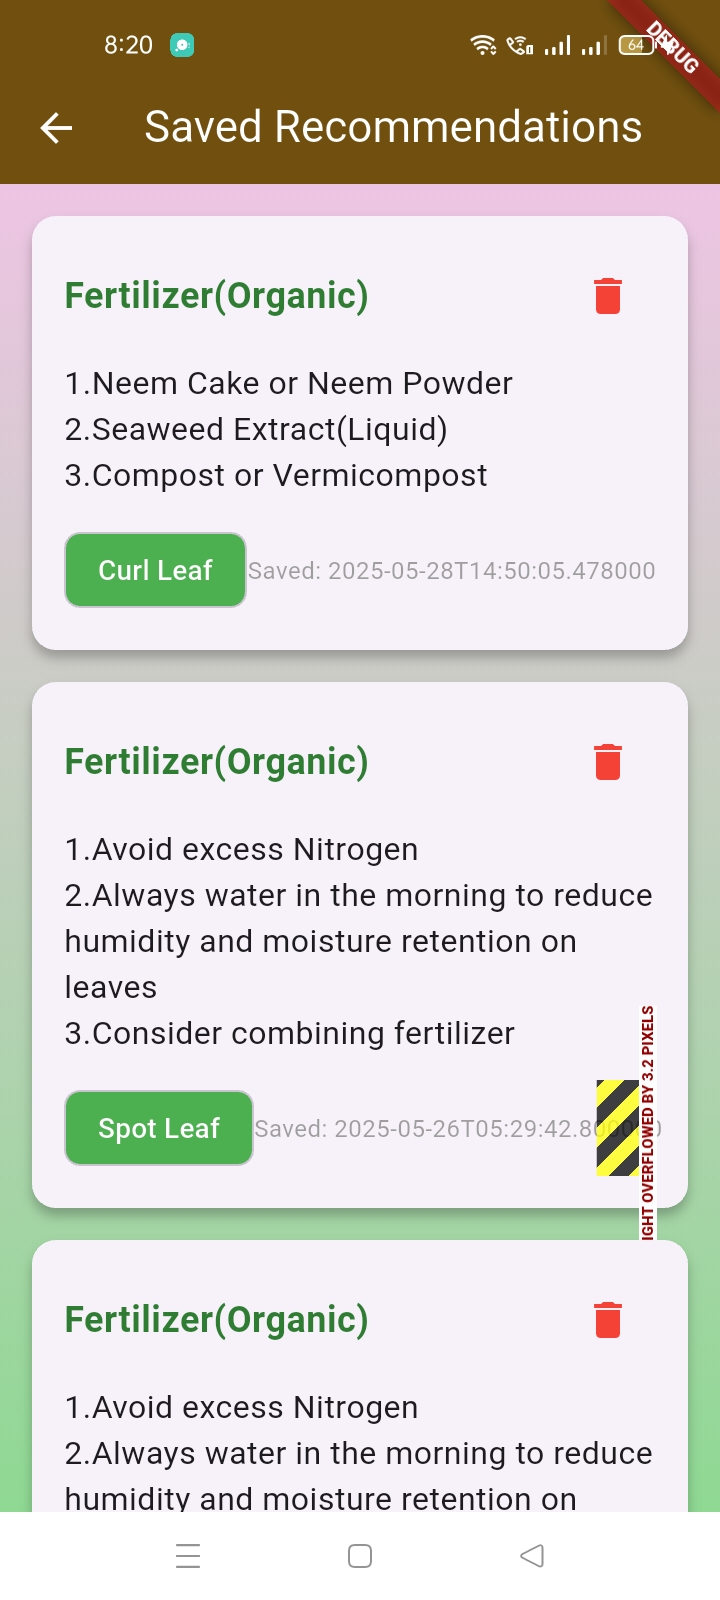 8:20
64
DEBUG
Saved Recommendations
Fertilizer(Organic)
1.Neem Cake or Neem Powder
2.Seaweed Extract(Liquid)
3.Compost or Vermicompost
Curl Leaf
Saved: 2025-05-28T14:50:05.478000
Fertilizer(Organic)
1.Avoid excess Nitrogen
2.Always water in the morning to reduce
humidity and moisture retention on
leaves
3.Consider combining fertilizer
Spot Leaf
Saved: 2025-05-26T05:29:42.800000
IGHT OVERFLOWED BY 3.2 PIXELS
Fertilizer(Organic)
1.Avoid excess Nitrogen
2.Always water in the morning to reduce
humidity and moisture retention on